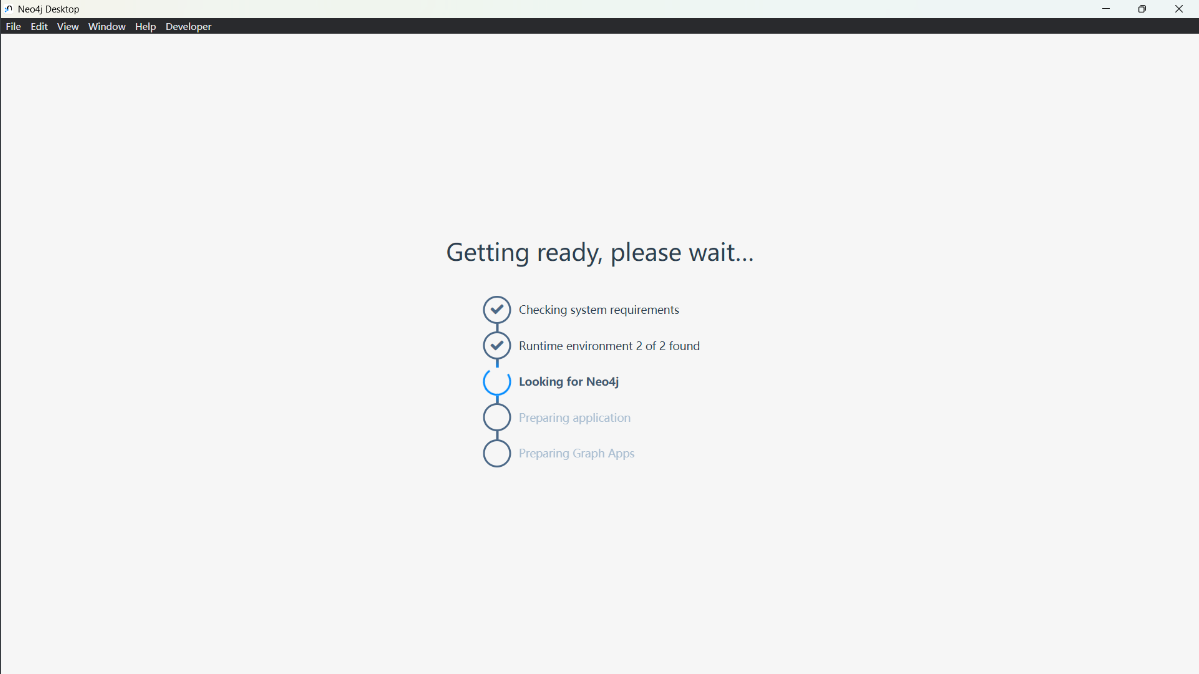 Neo4j Desktop
File Edit View Window Help Developer
Getting ready, please wait...
Checking system requirements
Runtime environment 2 of 2 found
Looking for Neo4j
Preparing application
Preparing Graph Apps